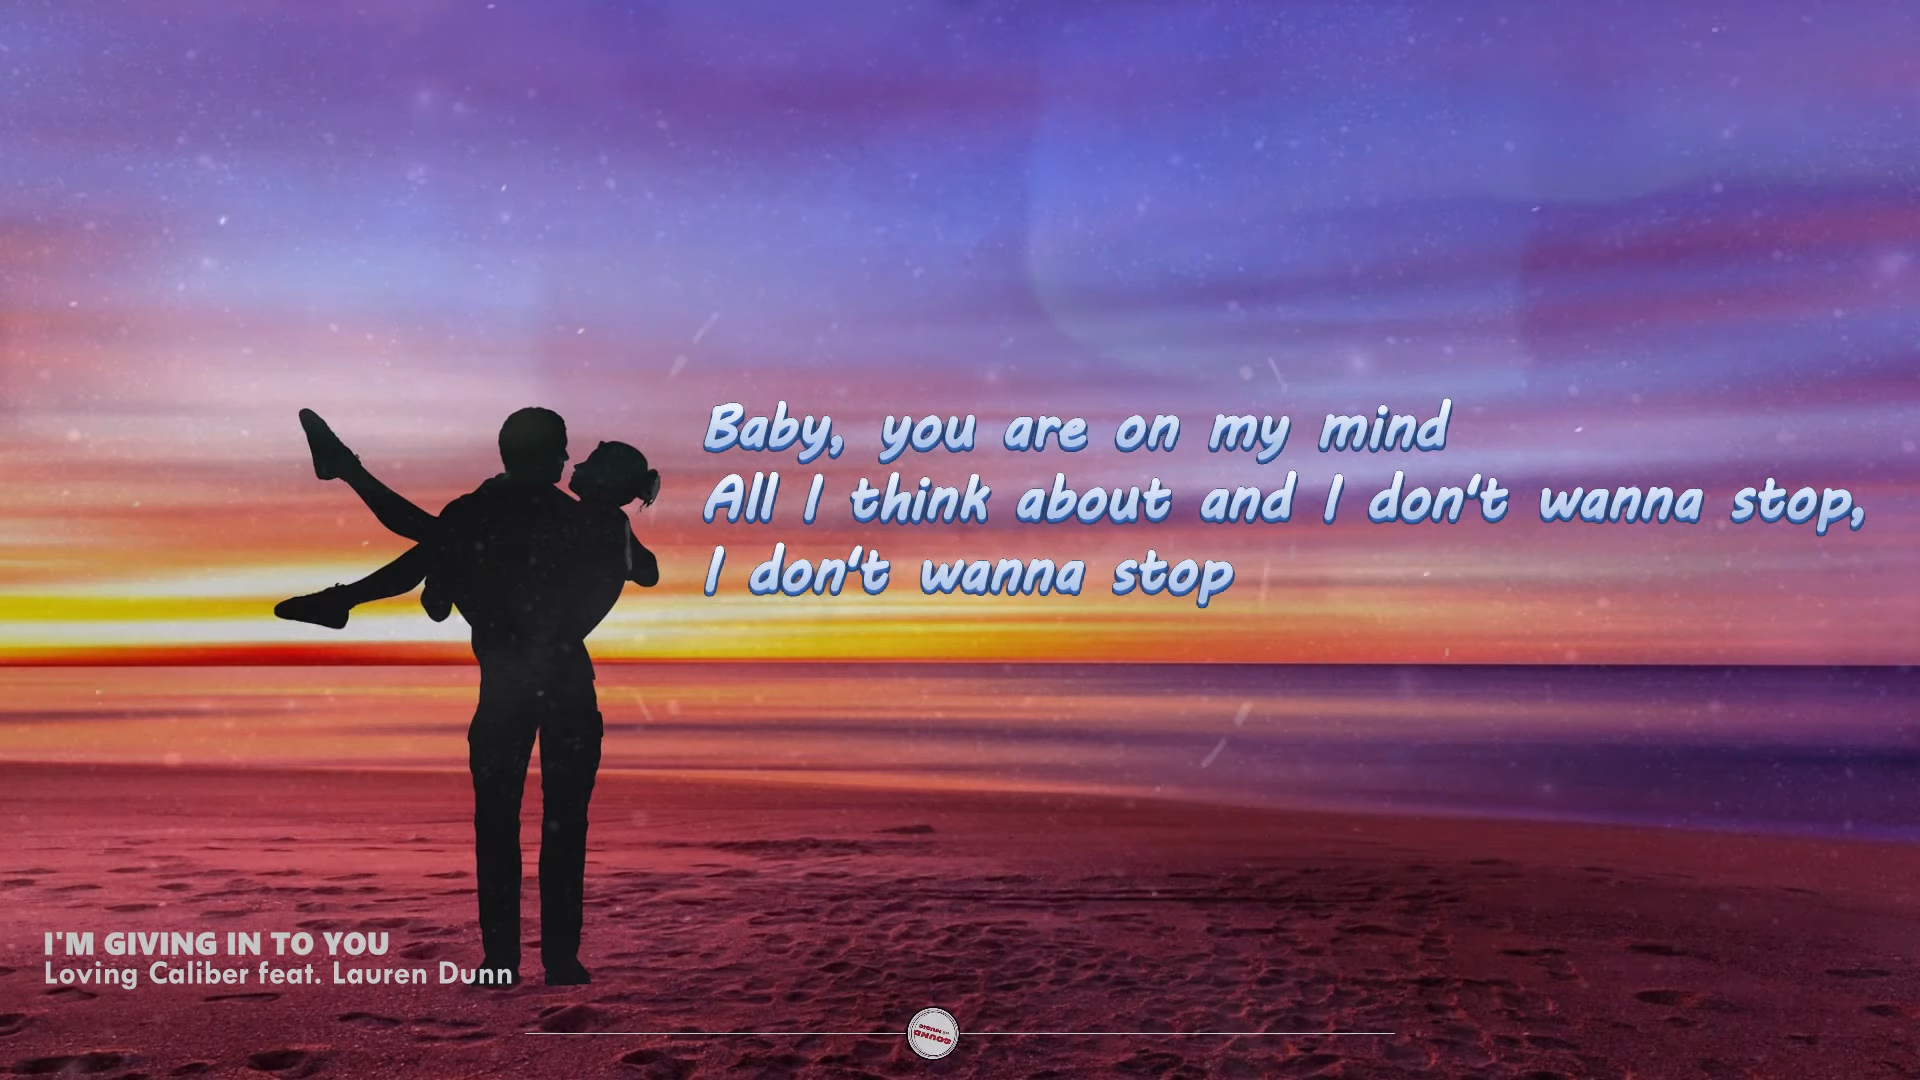 Baby, you are on my mind
All I think about and I don't wanna stop,
I don't wanna stop
I'M GIVING IN TO YOU
Loving Caliber feat. Lauren Dunn
SOUND